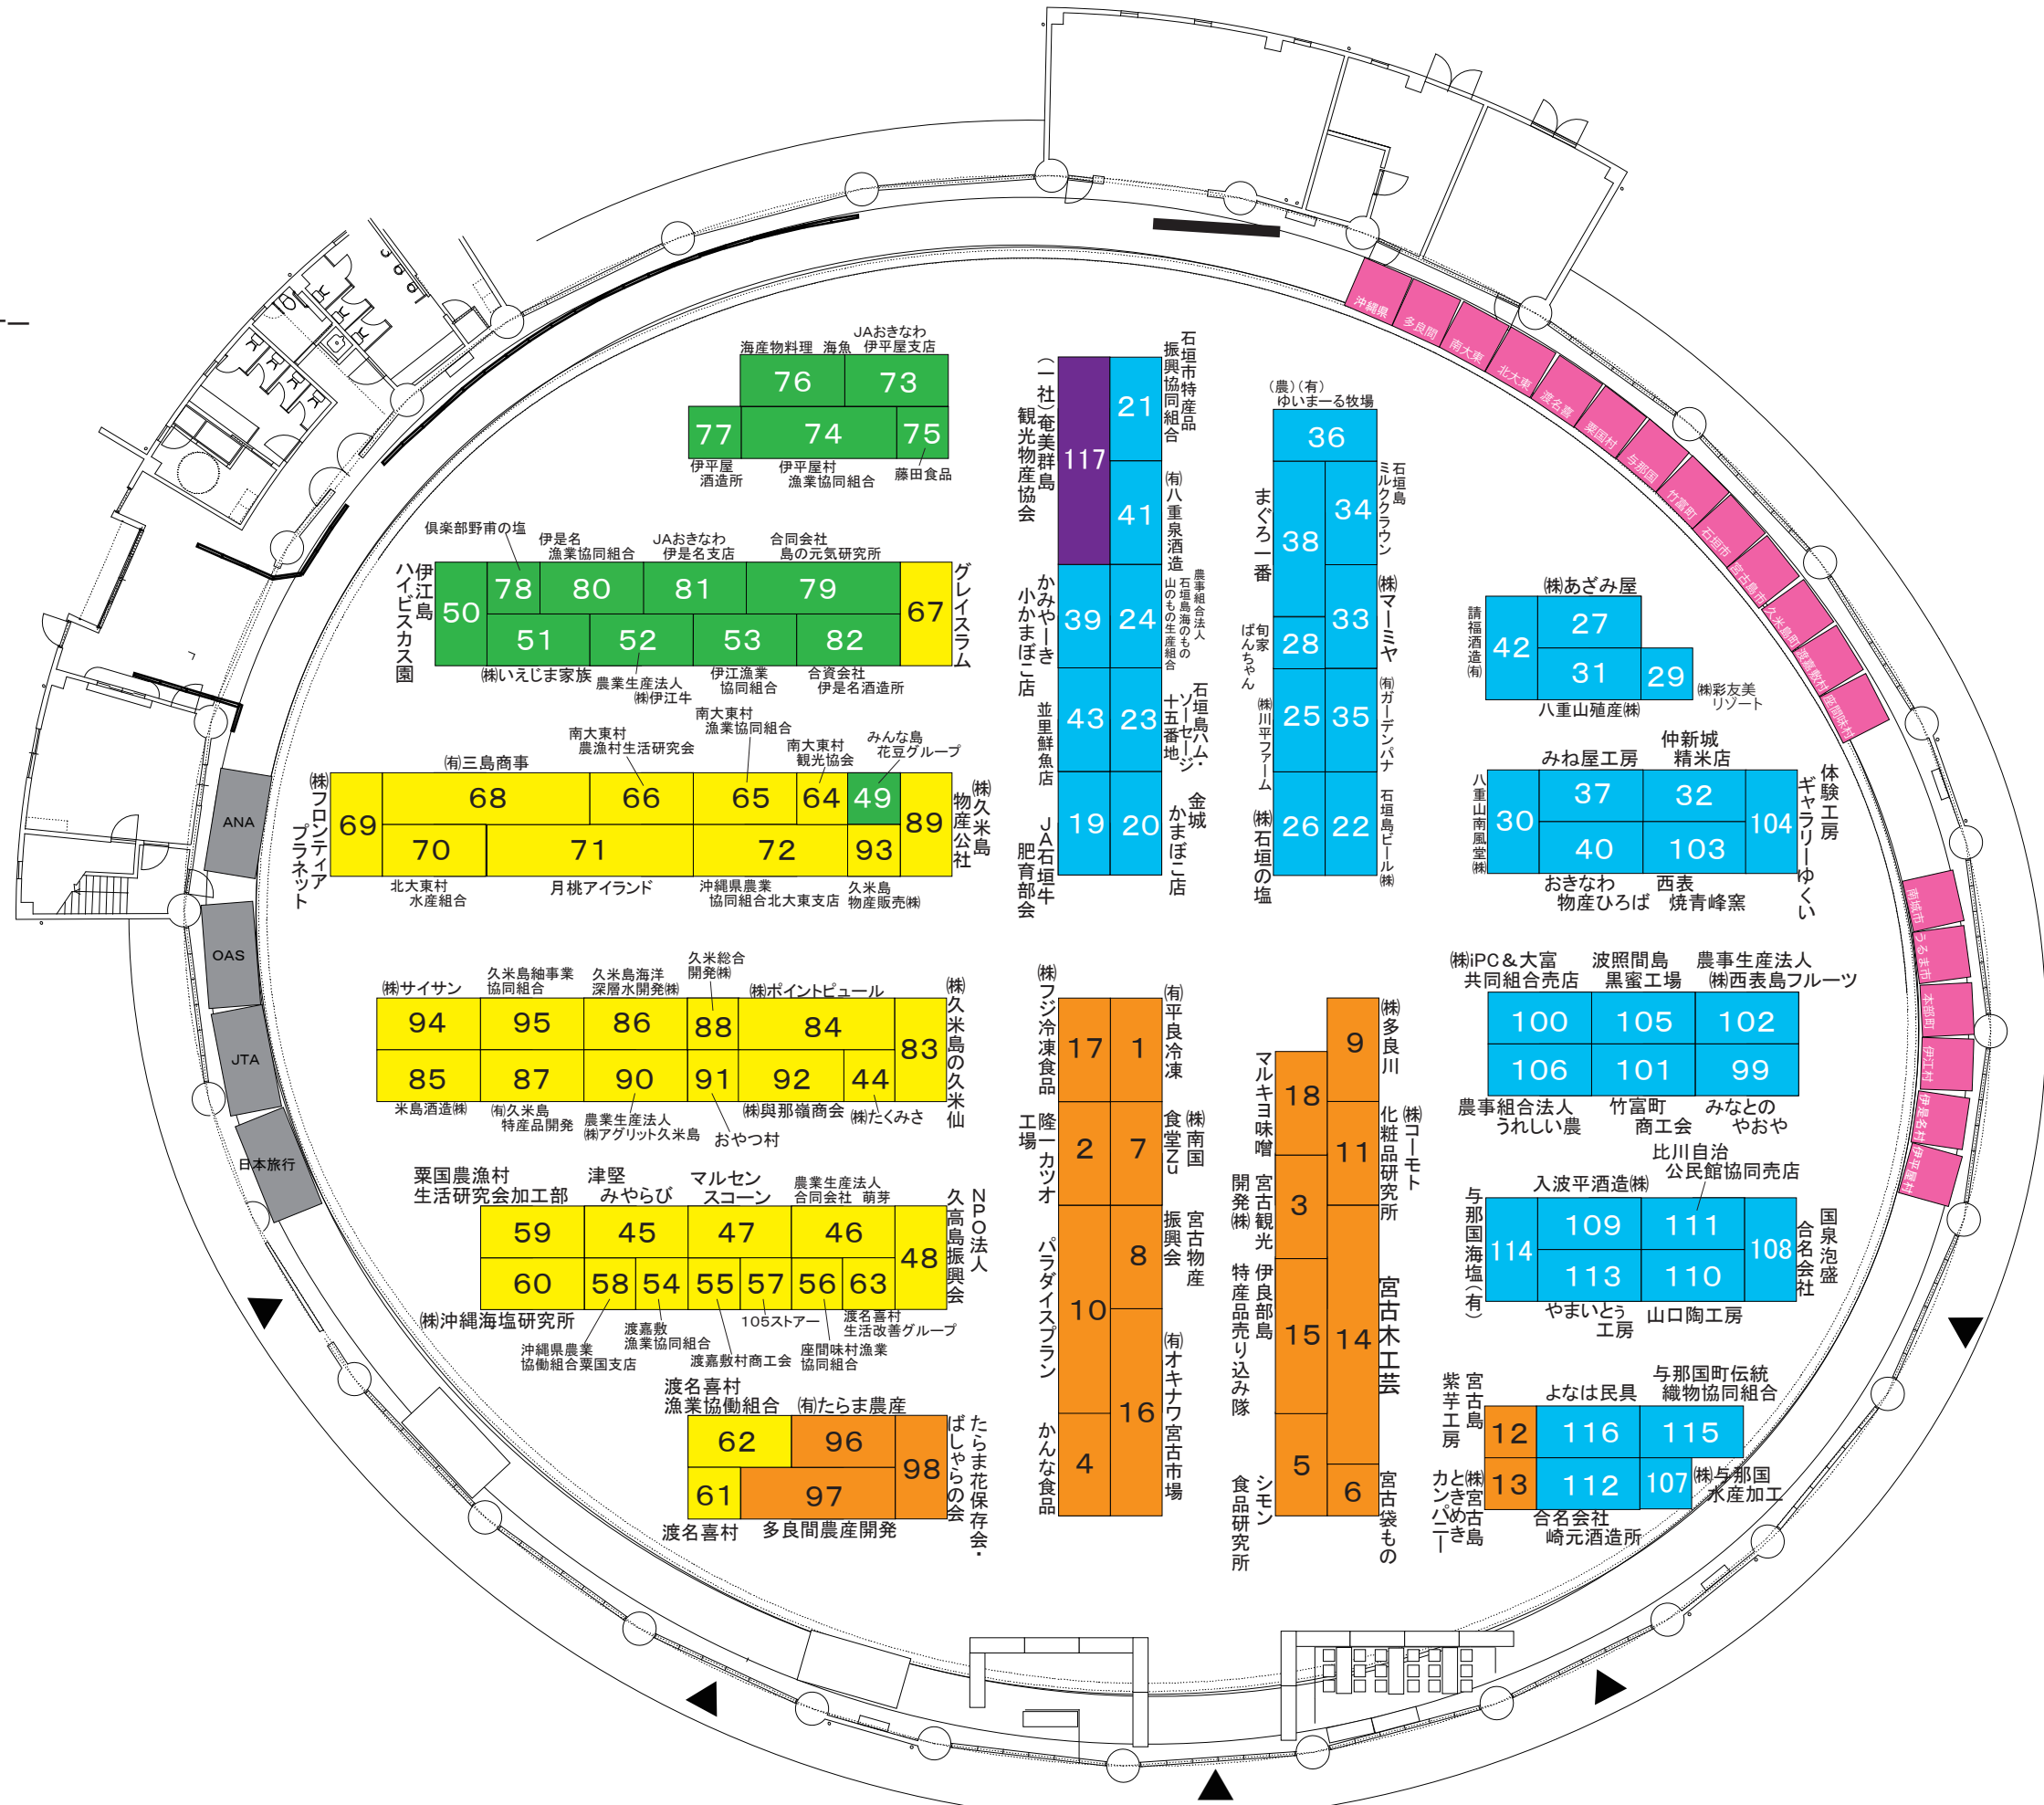 沖縄県
多良間
南大東
北大東
渡名喜
粟国村
与那国
竹富町
石垣市
宮古島市
久米島町
渡嘉敷村
座間味村
南城市
うるま市
本部町
伊江村
伊是名村
伊平屋村
ANA
OAS
JTA
日本旅行
海産物料理 海魚
JAおきなわ
伊平屋支店
76
73
77
74
75
伊平屋
酒造所
伊平屋村
漁業協同組合
藤田食品
倶楽部野甫の塩
伊是名
漁業協同組合
JAおきなわ
伊是名支店
合同会社
島の元気研究所
伊江島
ハイビスカス園
50
78
80
81
79
67
グレイスラム
51
52
53
82
㈱いえじま家族
農業生産法人
㈱伊江牛
伊江漁業
協同組合
合資会社
伊是名酒造所
㈲三島商事
南大東村
農漁村生活研究会
南大東村
漁業協同組合
南大東村
観光協会
みんな島
花豆グループ
㈱フロンティア
プラネット
69
68
66
65
64
49
89
㈱久米島
物産公社
70
71
72
93
北大東村
水産組合
月桃アイランド
沖縄県農業
協同組合北大東支店
久米島
物産販売㈱
㈱サイサン
久米島紬事業
協同組合
久米島海洋
深層水開発㈱
久米総合
開発㈱
㈱ポイントピュール
94
95
86
88
84
83
㈱久米島の久米仙
85
87
90
91
92
44
米島酒造㈱
㈲久米島
特産品開発
農業生産法人
㈱アグリット久米島
おやつ村
㈱與那嶺商会
㈱たくみさ
粟国農漁村
生活研究会加工部
津堅
みやらび
マルセン
スコーン
農業生産法人
合同会社 萌芽
59
45
47
46
48
NPO法人
久高島振興会
60
58
54
55
57
56
63
㈱沖縄海塩研究所
沖縄県農業
協働組合粟国支店
渡嘉敷
漁業協同組合
渡嘉敷村商工会
105ストアー
座間味村漁業
協同組合
渡名喜村
生活改善グループ
渡名喜村
漁業協働組合
㈲たらま農産
62
96
98
たらま花保存会・
ばしゃらの会
61
97
渡名喜村
多良間農産開発
(一社)奄美群島
観光物産協会
117
21
石垣市特産品
振興協同組合
41
㈲八重泉酒造
かみやーき
小かまぼこ店
39
24
農事組合法人
石垣島海のもの
山のもの生産組合
並里鮮魚店
43
23
石垣島ハム・
ソーセージ
十五番地
JA石垣牛
肥育部会
19
20
金城
かまぼこ店
(農)(有)
ゆいまーる牧場
36
まぐろ一番
38
34
石垣島
ミルククラウン
33
㈱マーミヤ
旬家
ばんちゃん
28
㈱川平ファーム
25
35
㈲ガーデンパナ
㈱石垣の塩
26
22
石垣島ビール㈱
㈱あざみ屋
請福酒造㈲
42
27
31
29
八重山殖産㈱
㈱彩友美
リゾート
みね屋工房
仲新城
精米店
八重山南風堂㈱
30
37
32
104
体験工房
ギャラリーゆくい
40
103
おきなわ
物産ひろば
西表
焼青峰窯
㈱iPC&大富
共同組合売店
波照間島
黒蜜工場
農事生産法人
㈱西表島フルーツ
100
105
102
106
101
99
農事組合法人
うれしい農
竹富町
商工会
みなとの
やおや
入波平酒造㈱
比川自治
公民館協同売店
与那国海塩(有)
114
109
111
108
国泉泡盛
合名会社
113
110
やまいとぅ
工房
山口陶工房
宮古島
紫芋工房
よなは民具
与那国町伝統
織物協同組合
12
116
115
13
112
107
㈱宮古島
ときめき
カンパニー
合名会社
崎元酒造所
㈱与那国
水産加工
㈱フジ冷凍食品
17
1
㈲平良冷凍
隆一カツオ
工場
2
7
㈱南国
食堂Zu
パラダイスプラン
10
8
宮古物産
振興会
かんな食品
4
16
㈲オキナワ宮古市場
9
㈱多良川
マルキヨ味噌
18
11
㈱コーモト
化粧品研究所
宮古観光
開発㈱
3
伊良部島
特産品売り込み隊
15
14
宮古木工芸
シモン
食品研究所
5
6
宮古袋もの